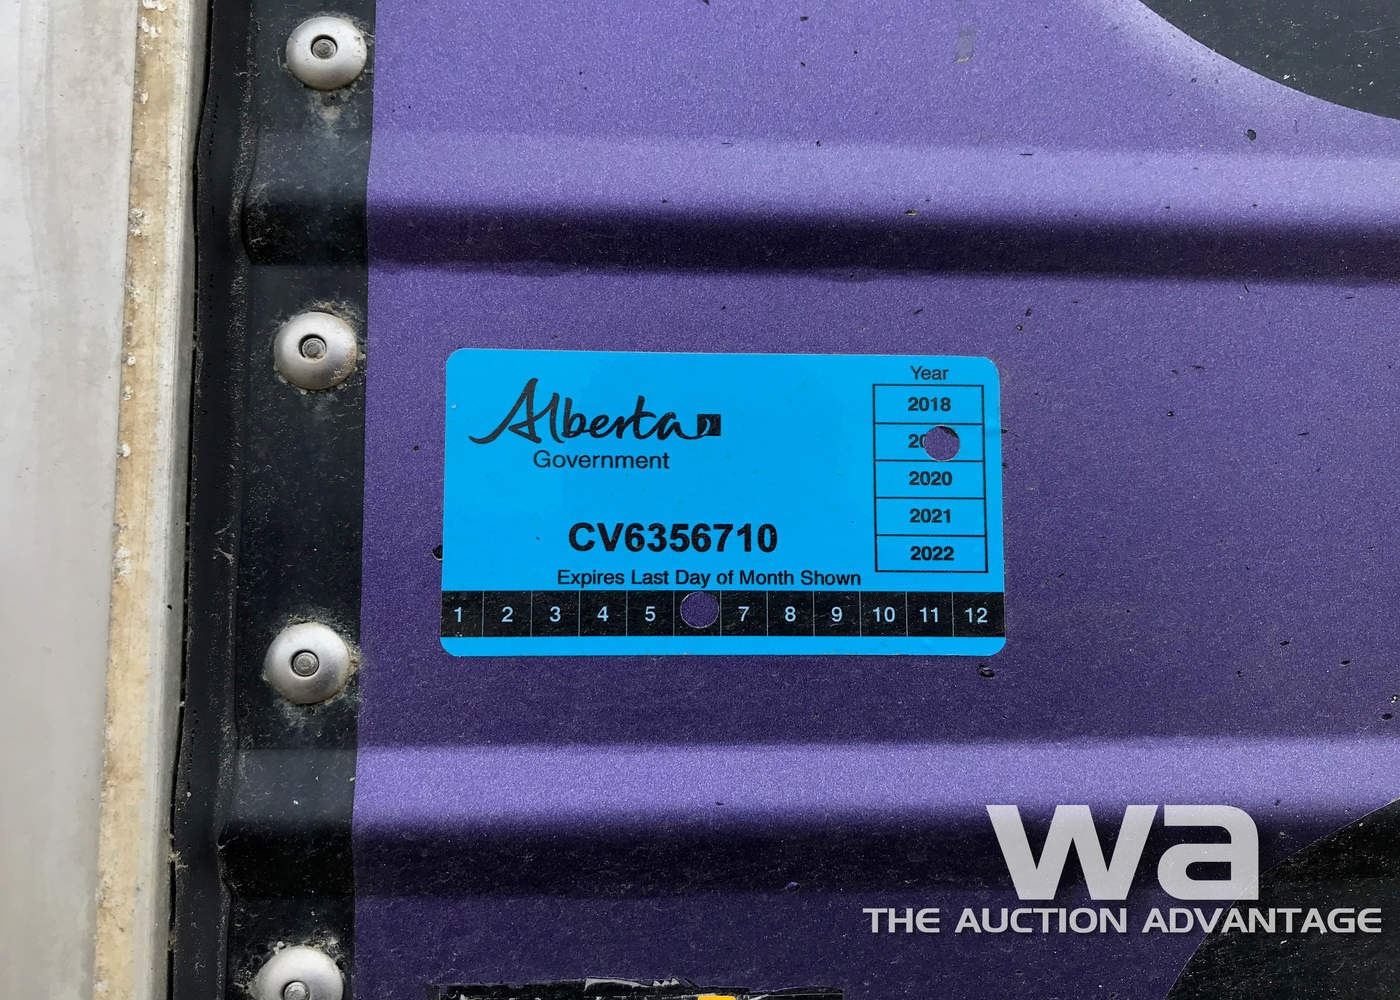 Alberta
Government
CV6356710
Expires Last Day of Month Shown
Year
2018
2020
2021
2022
1 2 3 4 5 7 8 9 10 11 12
wa
THE AUCTION ADVANTAGE